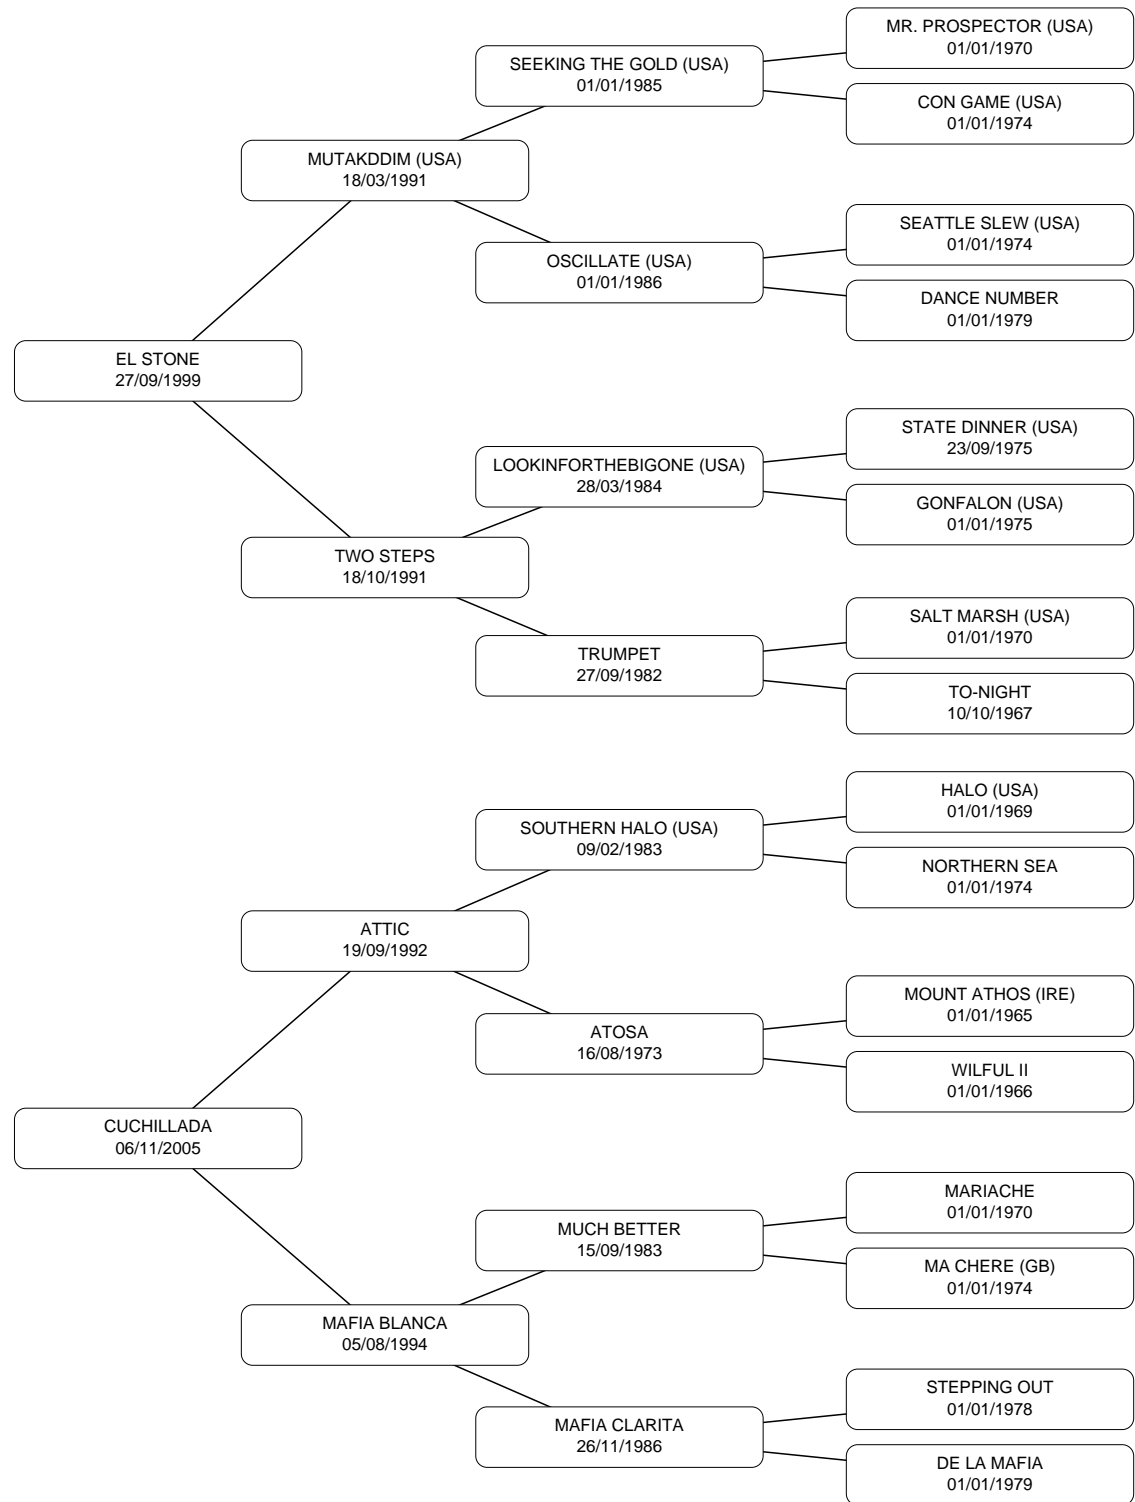 MR. PROSPECTOR (USA)
01/01/1970
SEEKING THE GOLD (USA)
01/01/1985
CON GAME (USA)
01/01/1974
MUTAKDDIM (USA)
18/03/1991
SEATTLE SLEW (USA)
01/01/1974
OSCILLATE (USA)
01/01/1986
DANCE NUMBER
01/01/1979
EL STONE
27/09/1999
STATE DINNER (USA)
23/09/1975
LOOKINFORTHEBIGONE (USA)
28/03/1984
GONFALON (USA)
01/01/1975
TWO STEPS
18/10/1991
SALT MARSH (USA)
01/01/1970
TRUMPET
27/09/1982
TO-NIGHT
10/10/1967
HALO (USA)
01/01/1969
SOUTHERN HALO (USA)
09/02/1983
NORTHERN SEA
01/01/1974
ATTIC
19/09/1992
MOUNT ATHOS (IRE)
01/01/1965
ATOSA
16/08/1973
WILFUL II
01/01/1966
CUCHILLADA
06/11/2005
MARIACHE
01/01/1970
MUCH BETTER
15/09/1983
MA CHERE (GB)
01/01/1974
MAFIA BLANCA
05/08/1994
STEPPING OUT
01/01/1978
MAFIA CLARITA
26/11/1986
DE LA MAFIA
01/01/1979